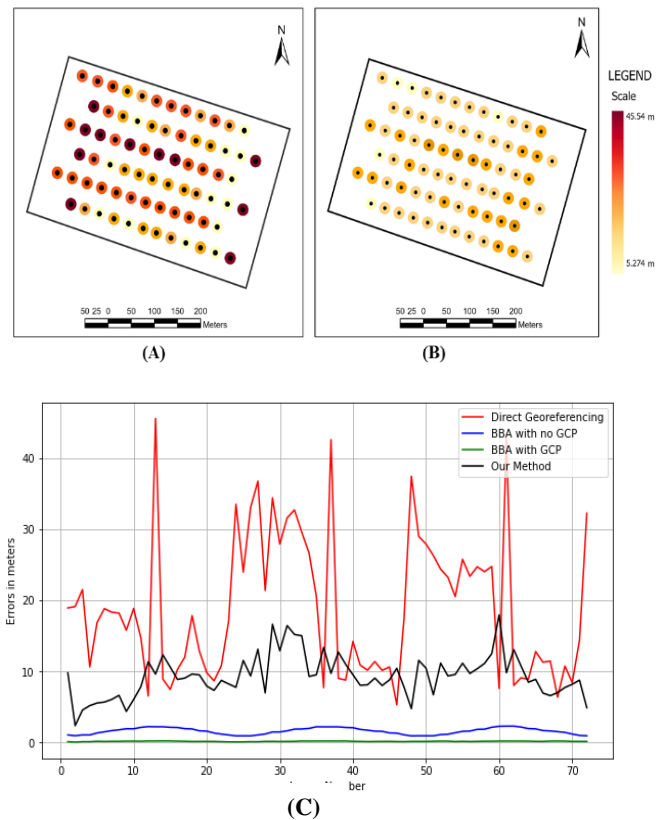 N
N
LEGEND
Scale
45.54 m
5.274 m
50 25 0 50 100 150 200
Meters
50 25 0 50 100 150 200
Meters
(A)
(B)
Direct Georeferencing
BBA with no GCP
BBA with GCP
Our Method
Errors in meters
40
30
20
10
0
0 10 20 30 40 50 60 70
(C)